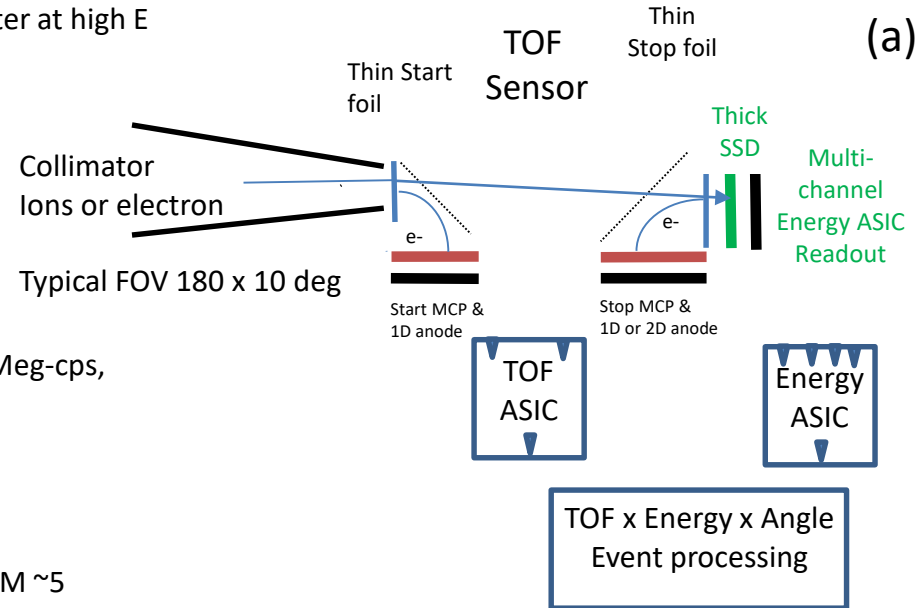 ter at high E
(a)
Thin
Stop foil
TOF
Sensor
Thin Start
foil
Thick
SSD
Collimator
Ions or electron
Multi-
channel
Energy ASIC
Readout
e-
e-
Typical FOV 180 x 10 deg
Start MCP &
1D anode
Stop MCP &
1D or 2D anode
Meg-cps,
TOF
ASIC
Energy
ASIC
TOF x Energy x Angle
Event processing
M ~5